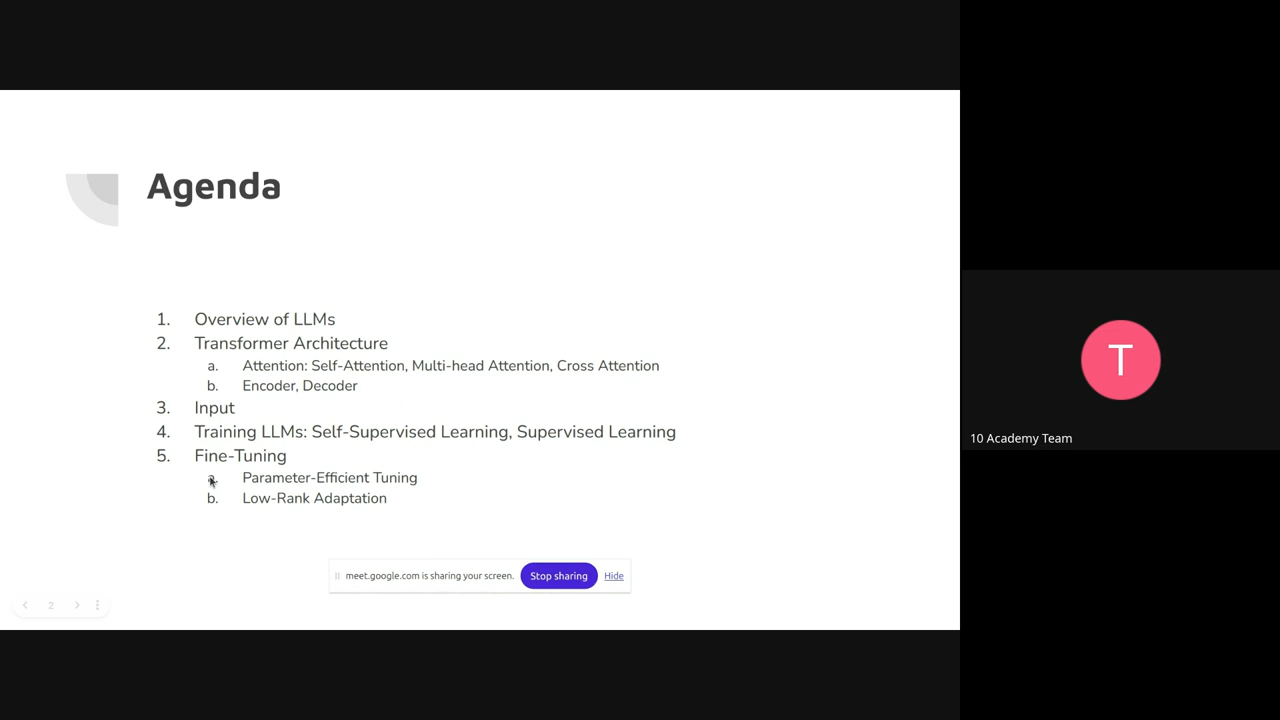 Agenda
1. Overview of LLMs
2. Transformer Architecture
a. Attention: Self-Attention, Multi-head Attention, Cross Attention
b. Encoder, Decoder
3. Input
4. Training LLMs: Self-Supervised Learning, Supervised Learning
5. Fine-Tuning
a. Parameter-Efficient Tuning
b. Low-Rank Adaptation
meet.google.com is sharing your screen. Stop sharing Hide
2
T
10 Academy Team